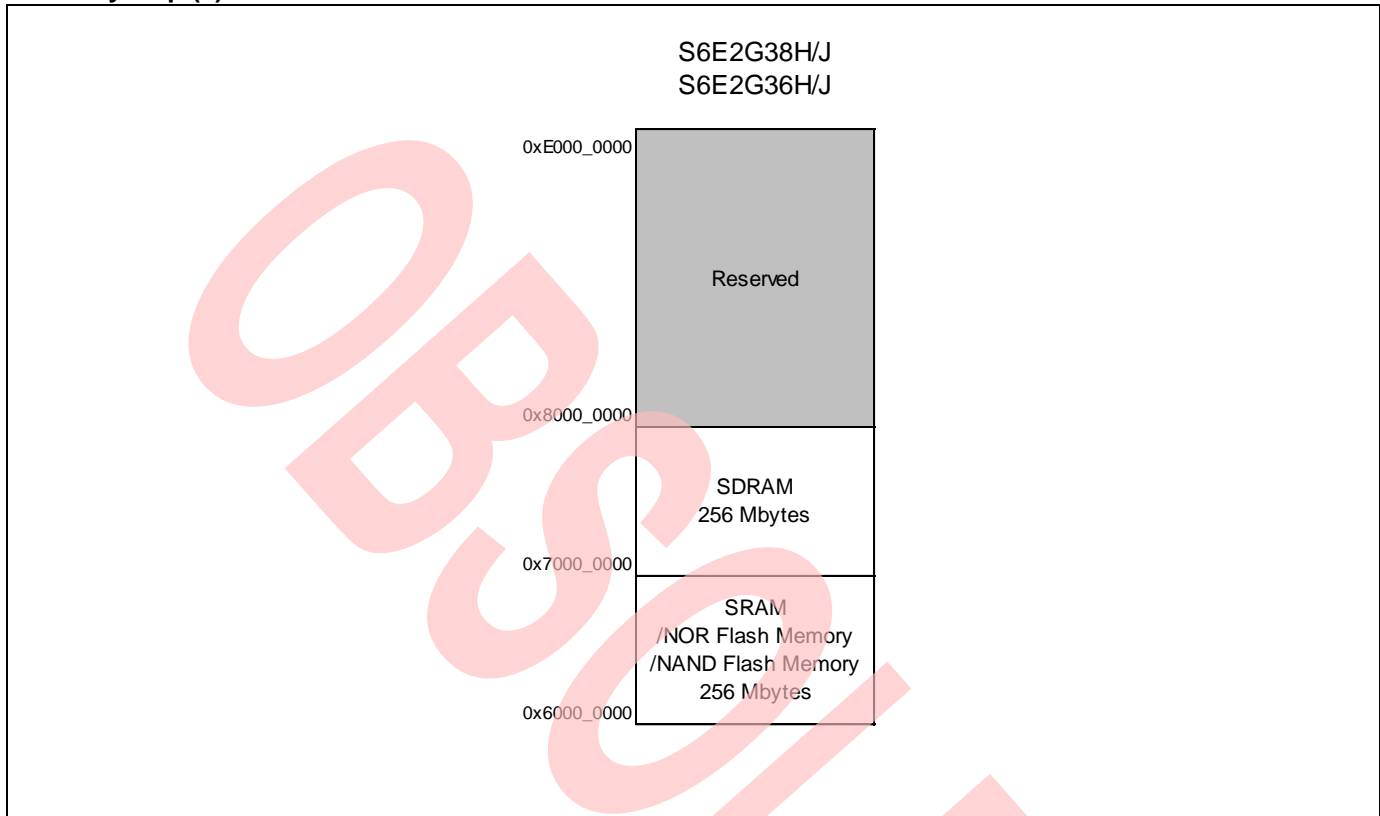 S6E2G38H/J
S6E2G36H/J
0xE000_0000
Reserved
0x8000_0000
SDRAM
256 Mbytes
0x7000_0000
SRAM
/NOR Flash Memory
/NAND Flash Memory
256 Mbytes
0x6000_0000